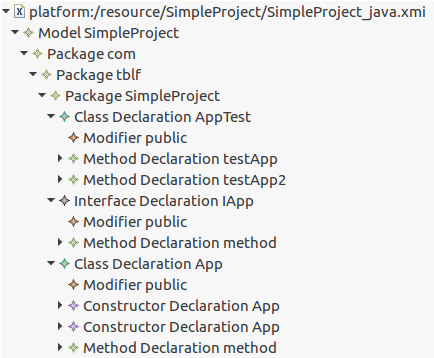 platform:/resource/SimpleProject/SimpleProject_java.xmi
Model SimpleProject
Package com
Package tblf
Package SimpleProject
Class Declaration AppTest
Modifier public
Method Declaration testApp
Method Declaration testApp2
Interface Declaration IApp
Modifier public
Method Declaration method
Class Declaration App
Modifier public
Constructor Declaration App
Constructor Declaration App
Method Declaration method